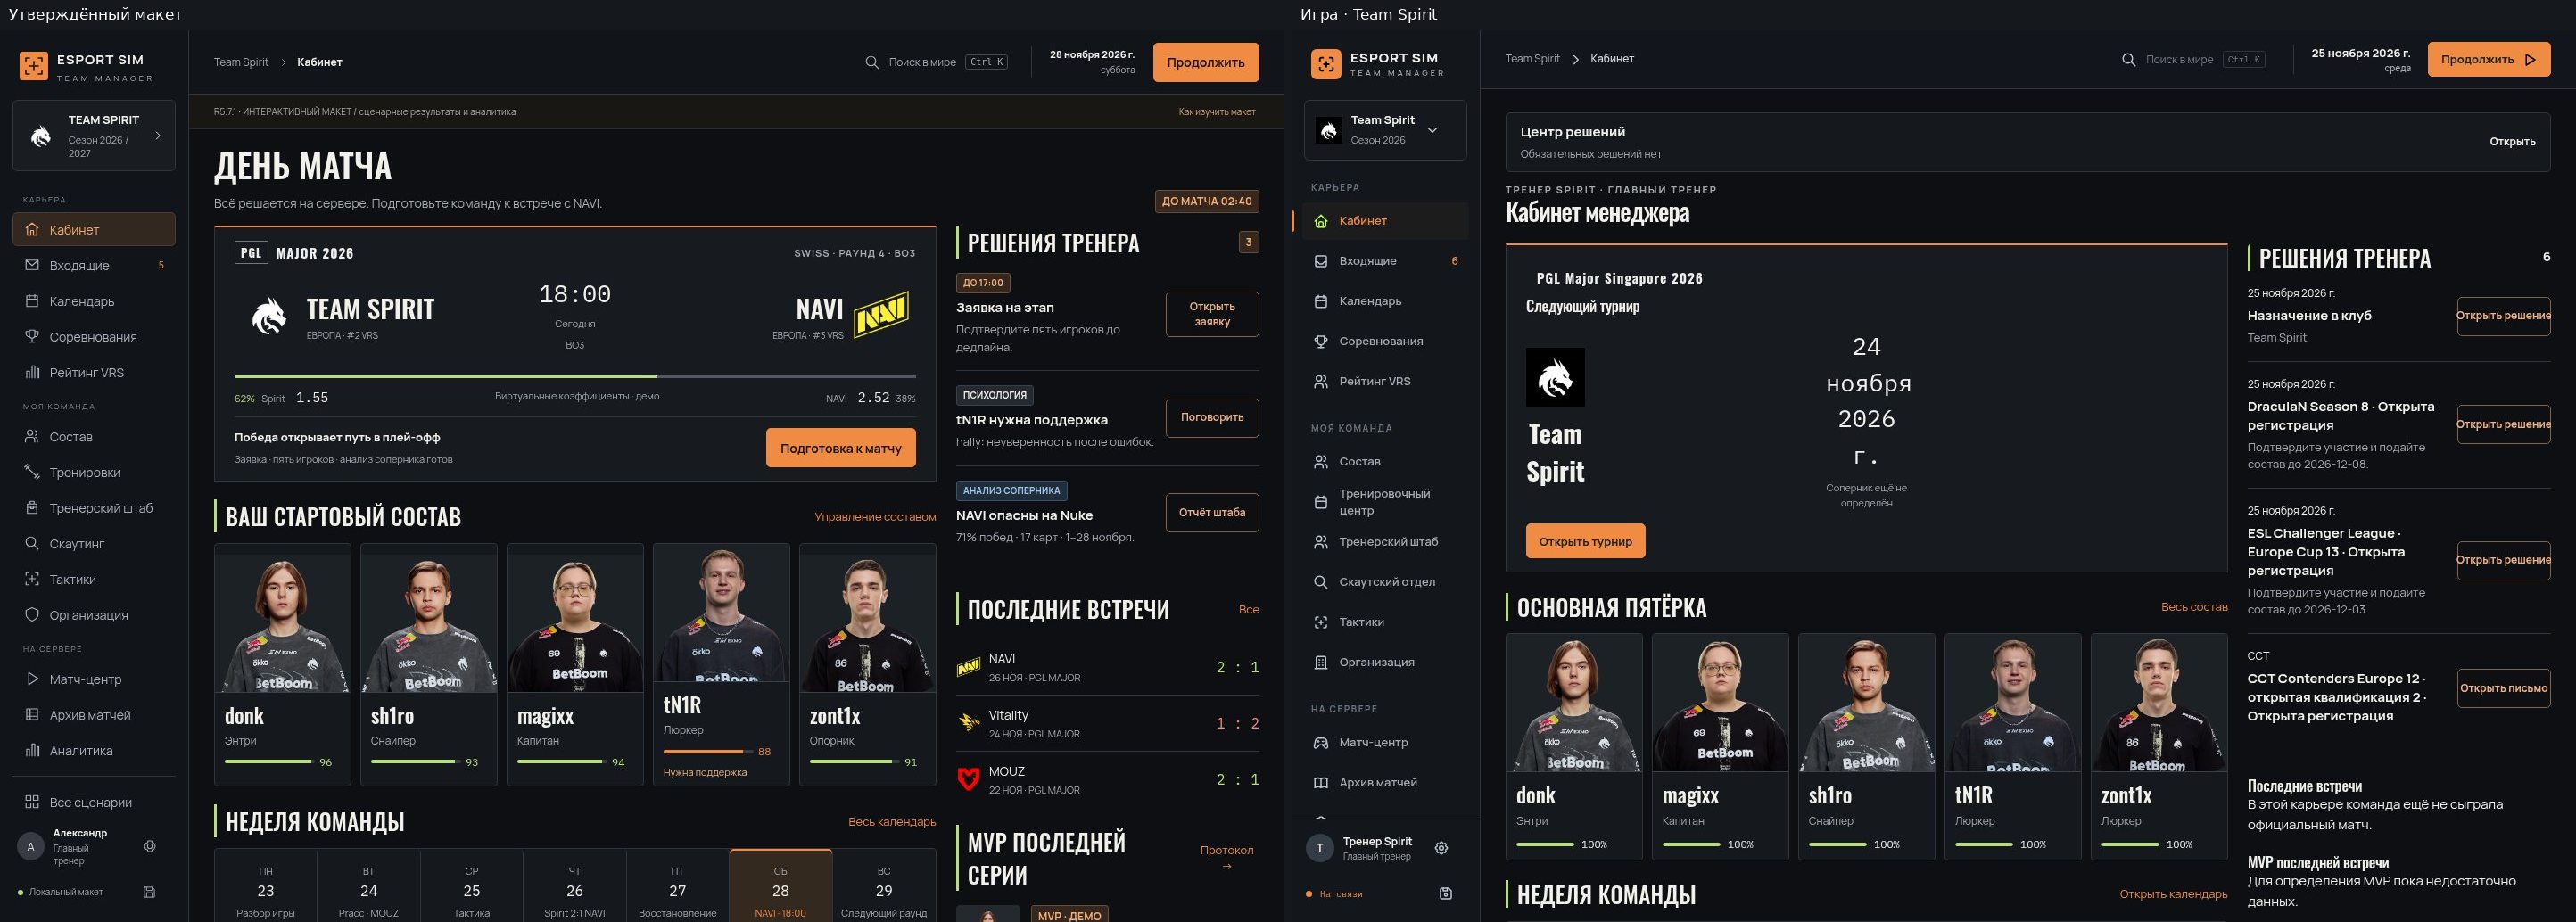 Утверждённый макет
ESPORT SIM
TEAM MANAGER
TEAM SPIRIT
Сезон 2026 /
2027
КАРЬЕРА
Кабинет
Входящие 5
Календарь
Соревнования
Рейтинг VRS
МОЯ КОМАНДА
Состав
Тренировки
Тренерский штаб
Скаутинг
Тактики
Организация
НА СЕРВЕРЕ
Матч-центр
Архив матчей
Аналитика
Все сценарии
А
Александр
Главный
тренер
Локальный макет
Team Spirit > Кабинет
Поиск в мире Ctrl K
28 ноября 2026 г.
суббота
Продолжить
R5.7.1 · ИНТЕРАКТИВНЫЙ МАКЕТ / сценарные результаты и аналитика
Как изучить макет
ДЕНЬ МАТЧА
Всё решается на сервере. Подготовьте команду к встрече с NAVI.
ДО МАТЧА 02:40
PGL MAJOR 2026
SWISS · РАУНД 4 · BO3
TEAM SPIRIT
ЕВРОПА · #2 VRS
18:00
Сегодня
BO3
NAVI
ЕВРОПА · #3 VRS
62% Spirit 1.55
Виртуальные коэффициенты · демо
NAVI 2.52 · 38%
Победа открывает путь в плей-офф
Заявка · пять игроков · анализ соперника готов
Подготовка к матчу
ВАШ СТАРТОВЫЙ СОСТАВ
Управление составом
donk
Энтри
96
sh1ro
Снайпер
93
magixx
Капитан
94
tN1R
Люркер
88
Нужна поддержка
zont1x
Опорник
91
НЕДЕЛЯ КОМАНДЫ
Весь календарь
ПН
23
Разбор игры
ВТ
24
Pracc · MOUZ
СР
25
Тактика
ЧТ
26
Spirit 2:1 NAVI
ПТ
27
Восстановление
СБ
28
NAVI · 18:00
ВС
29
Следующий раунд
РЕШЕНИЯ ТРЕНЕРА 3
ДО 17:00
Заявка на этап
Подтвердите пять игроков до
дедлайна.
Открыть
заявку
ПСИХОЛОГИЯ
tN1R нужна поддержка
hally: неуверенность после ошибок.
Поговорить
АНАЛИЗ СОПЕРНИКА
NAVI опасны на Nuke
71% побед · 17 карт · 1–28 ноября.
Отчёт штаба
ПОСЛЕДНИЕ ВСТРЕЧИ
Все
NAVI
26 НОЯ · PGL MAJOR
2 : 1
Vitality
24 НОЯ · PGL MAJOR
1 : 2
MOUZ
22 НОЯ · PGL MAJOR
2 : 1
MVP ПОСЛЕДНЕЙ
СЕРИИ
Протокол
→
MVP · ДЕМО
Игра · Team Spirit
ESPORT SIM
TEAM MANAGER
Team Spirit
Сезон 2026
КАРЬЕРА
Кабинет
Входящие 6
Календарь
Соревнования
Рейтинг VRS
МОЯ КОМАНДА
Состав
Тренировочный
центр
Тренерский штаб
Скаутский отдел
Тактики
Организация
НА СЕРВЕРЕ
Матч-центр
Архив матчей
Т
Тренер Spirit
Главный тренер
На связи
Team Spirit > Кабинет
Поиск в мире Ctrl K
25 ноября 2026 г.
среда
Продолжить
Центр решений
Обязательных решений нет
Открыть
ТРЕНЕР SPIRIT · ГЛАВНЫЙ ТРЕНЕР
Кабинет менеджера
PGL Major Singapore 2026
Следующий турнир
Team
Spirit
24
ноября
2026
г.
Соперник ещё не
определён
Открыть турнир
ОСНОВНАЯ ПЯТЁРКА
Весь состав
donk
Энтри
100%
magixx
Капитан
100%
sh1ro
Снайпер
100%
tN1R
Люркер
100%
zont1x
Люркер
100%
НЕДЕЛЯ КОМАНДЫ
Открыть календарь
РЕШЕНИЯ ТРЕНЕРА 6
25 ноября 2026 г.
Назначение в клуб
Team Spirit
Открыть решение
25 ноября 2026 г.
DraculaN Season 8 · Открыта
регистрация
Подтвердите участие и подайте
состав до 2026-12-08.
Открыть решение
25 ноября 2026 г.
ESL Challenger League ·
Europe Cup 13 · Открыта
регистрация
Подтвердите участие и подайте
состав до 2026-12-03.
Открыть решение
CCT
CCT Contenders Europe 12 ·
открытая квалификация 2 ·
Открыта регистрация
Открыть письмо
Последние встречи
В этой карьере команда ещё не сыграла
официальный матч.
MVP последней встречи
Для определения MVP пока недостаточно
данных.